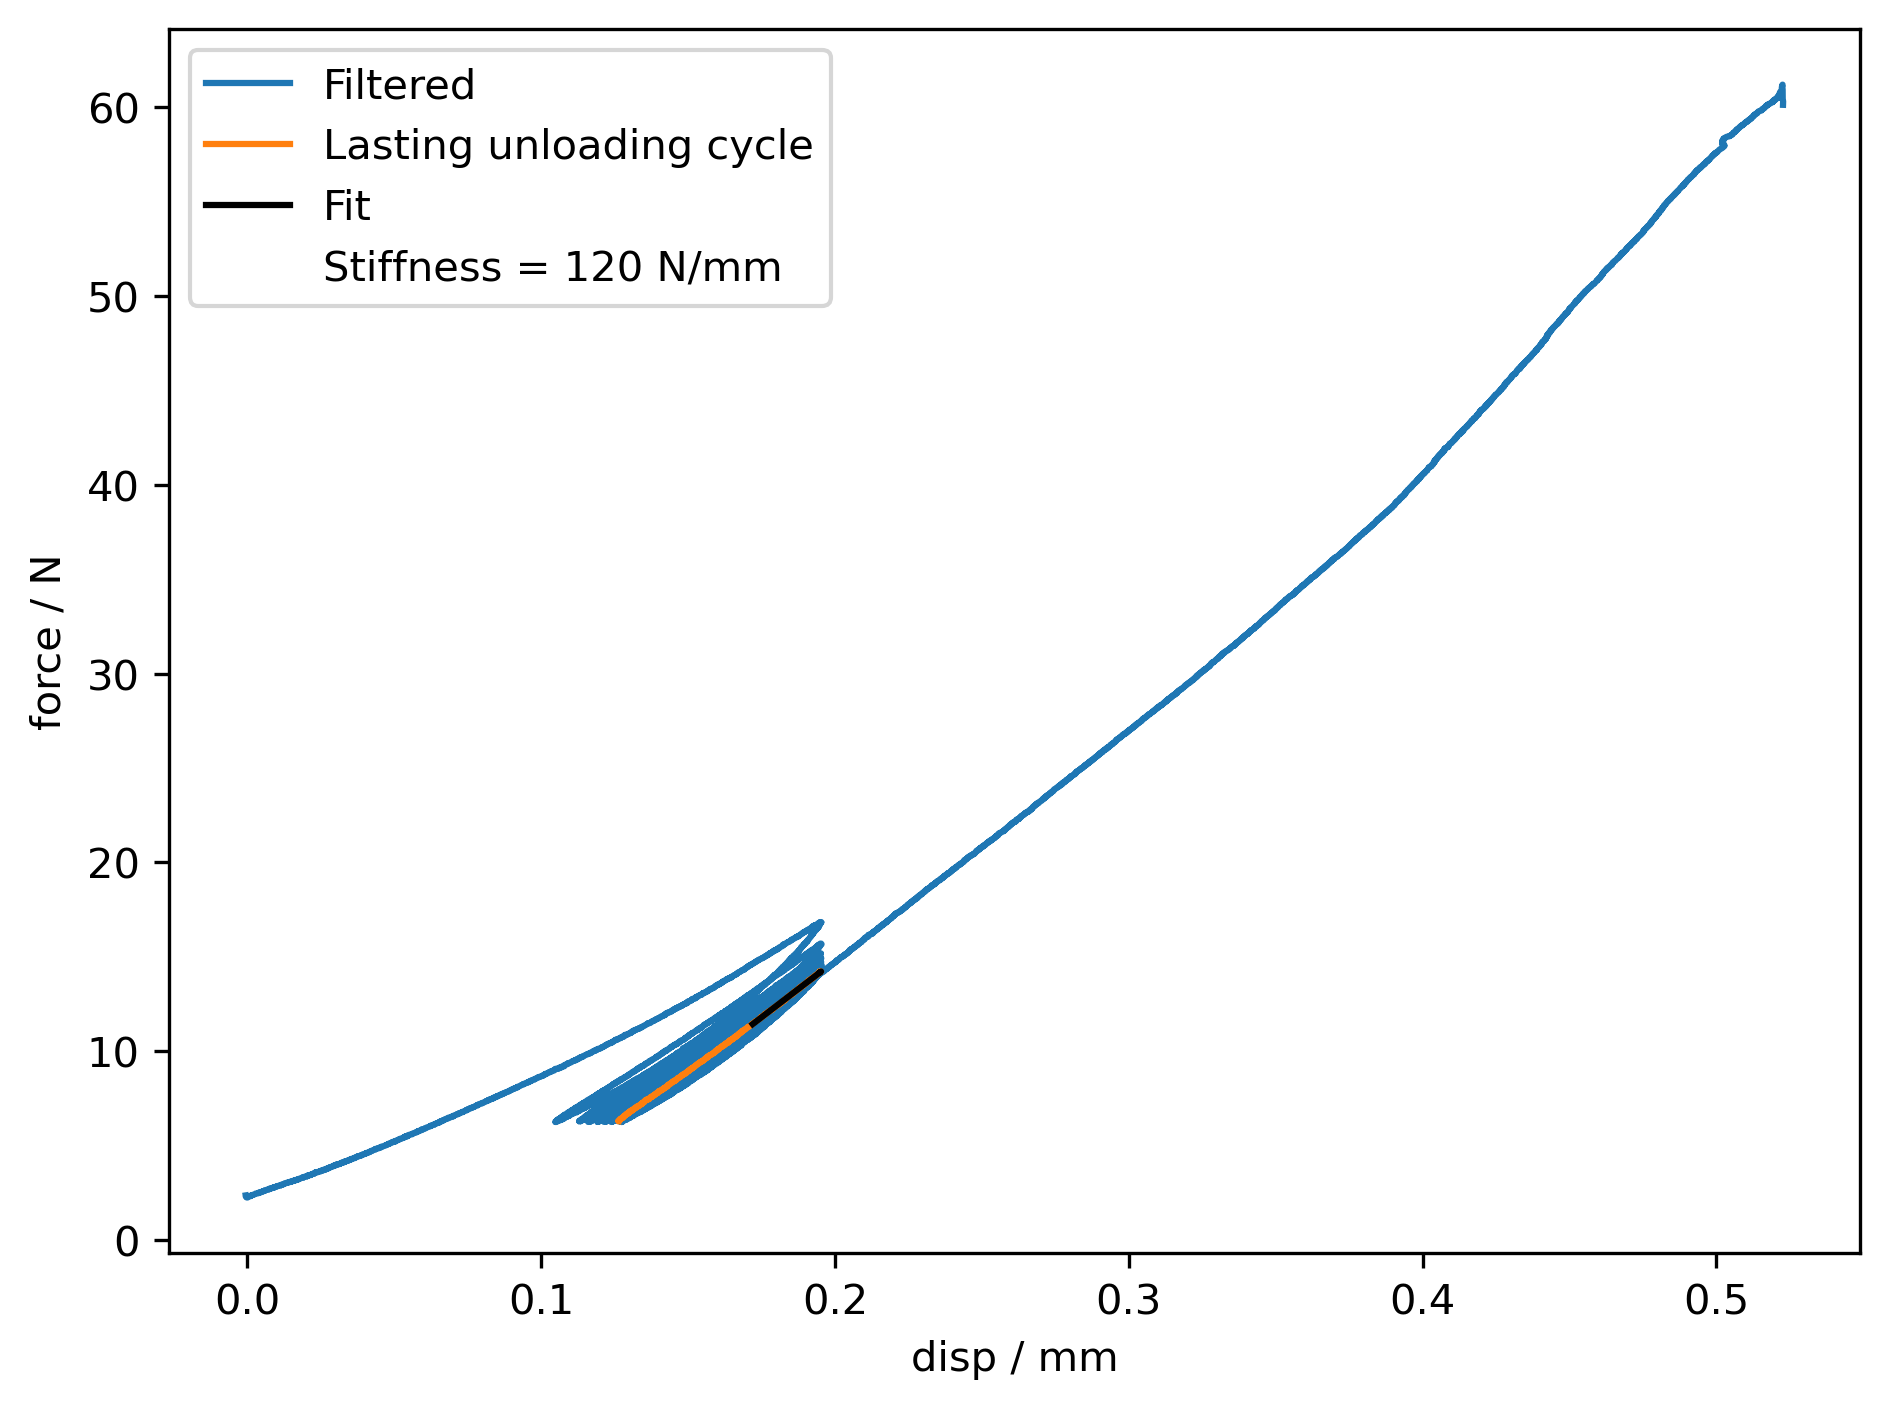 Filtered
Lasting unloading cycle
Fit
Stiffness = 120 N/mm
60
50
40
30
20
10
0
force / N
0.0 0.1 0.2 0.3 0.4 0.5
disp / mm